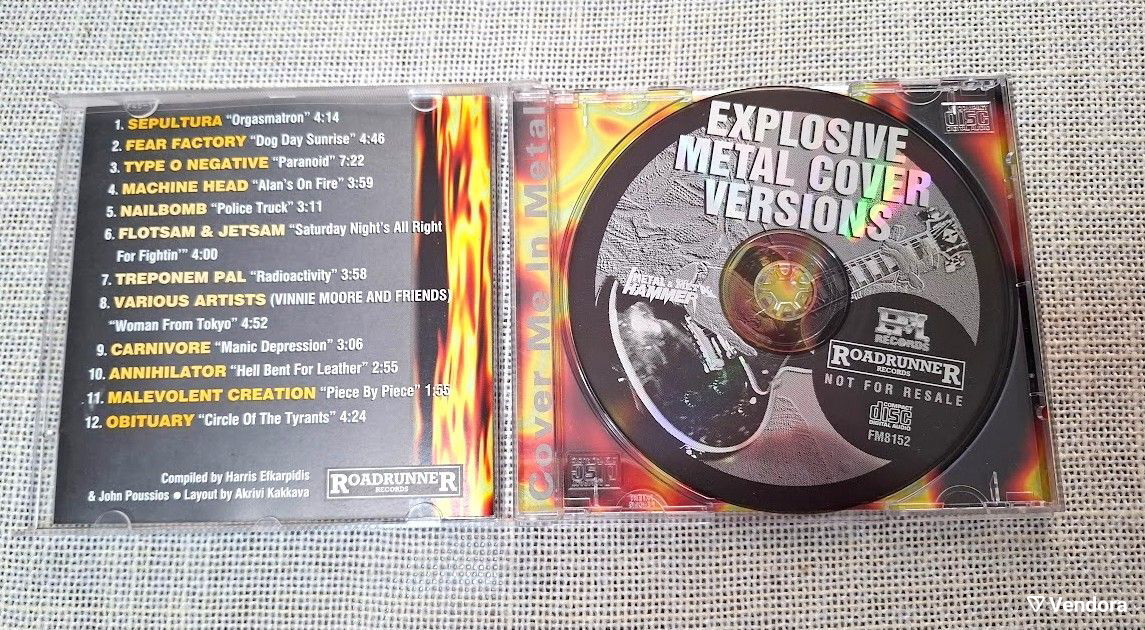 1. SEPULTURA “Orgasmatron” 4:14
2. FEAR FACTORY “Dog Day Sunrise” 4:46
3. TYPE O NEGATIVE “Paranoid” 7:22
4. MACHINE HEAD “Alan's On Fire” 3:59
5. NAILBOMB “Police Truck” 3:11
6. FLOTSAM & JETSAM “Saturday Night's All Right
For Fightin'” 4:00
7. TREPONEM PAL “Radioactivity” 3:58
8. VARIOUS ARTISTS (VINNIE MOORE AND FRIENDS)
“Woman From Tokyo” 4:52
9. CARNIVORE “Manic Depression” 3:06
10. ANNIHILATOR “Hell Bent For Leather” 2:55
11. MALEVOLENT CREATION “Piece By Piece” 1:55
12. OBITUARY “Circle Of The Tyrants” 4:24
Compiled by Harris Efkarpidis
& John Poussios ● Layout by Akrivi Kakkava
ROADRUNNER
RECORDS
Cover Me In Metal
EXPLOSIVE
METAL COVER
VERSIONS
METAL HAMMER
RECORDS
ROADRUNNER
RECORDS
NOT FOR RESALE
COMPACT
disc
DIGITAL AUDIO
FM8152
COMPACT
disc
DIGITAL AUDIO
Vendora